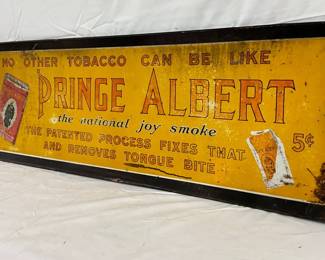 NO OTHER TOBACCO CAN BE LIKE
PRINGE ALBERT
the national joy smoke
5¢
THE PATENTED PROCESS FIXES THAT
AND REMOVES TONGUE BITE